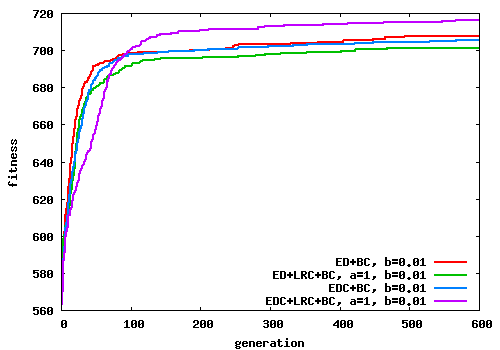 720
700
680
660
640
620
600
580
560
fitness
ED+BC, b=0.01
ED+LRC+BC, a=1, b=0.01
EDC+BC, b=0.01
EDC+LRC+BC, a=1, b=0.01
0 100 200 300 400 500 600
generation